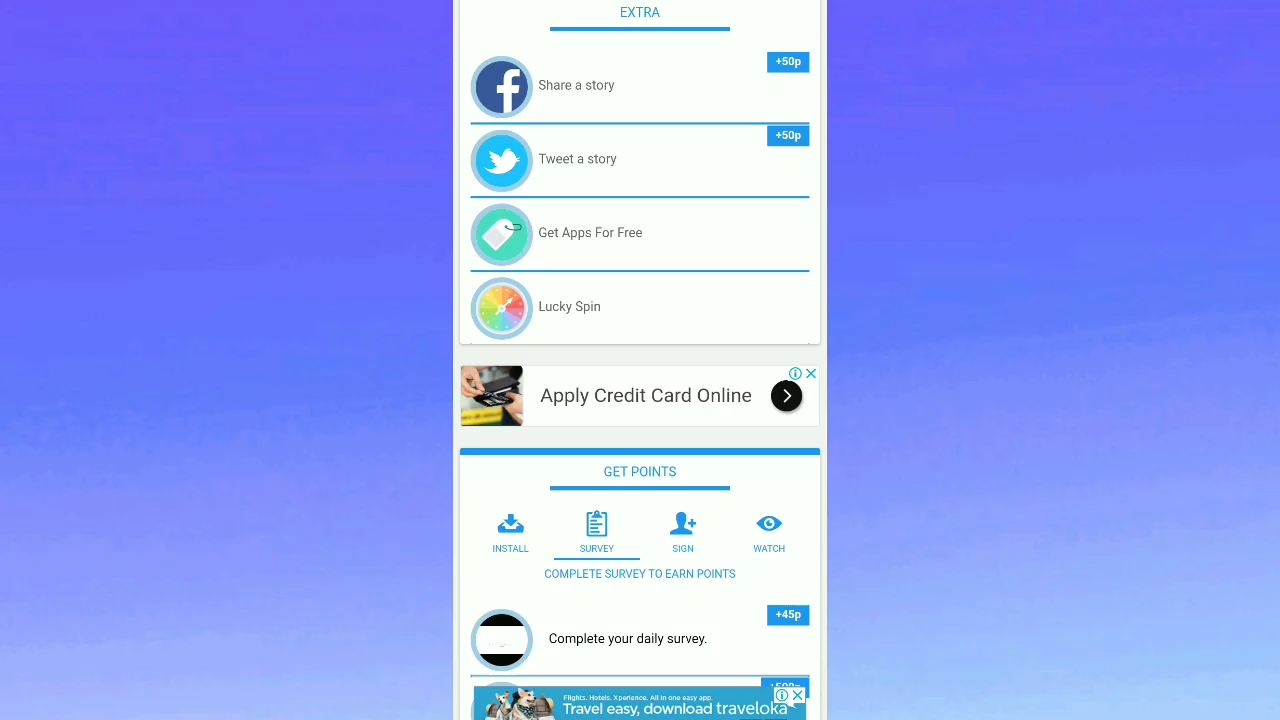 EXTRA
+50p
Share a story
+50p
Tweet a story
Get Apps For Free
Lucky Spin
Apply Credit Card Online
GET POINTS
INSTALL
SURVEY
SIGN
WATCH
COMPLETE SURVEY TO EARN POINTS
+45p
Complete your daily survey.
Flights. Hotels. Xperience. All in one easy app.
Travel easy, download traveloka